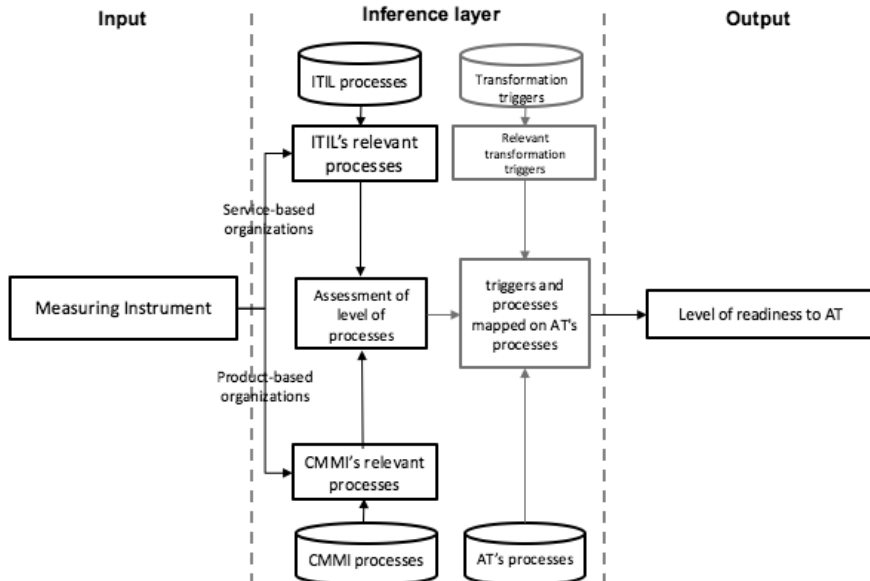 Input
Inference layer
Output
ITIL processes
Transformation
triggers
ITIL's relevant
processes
Relevant
transformation
triggers
Service-based
organizations
Measuring Instrument
Assessment of
level of
processes
triggers and
processes
mapped on AT's
processes
Level of readiness to AT
Product-based
organizations
CMMI's relevant
processes
CMMI processes
AT's processes